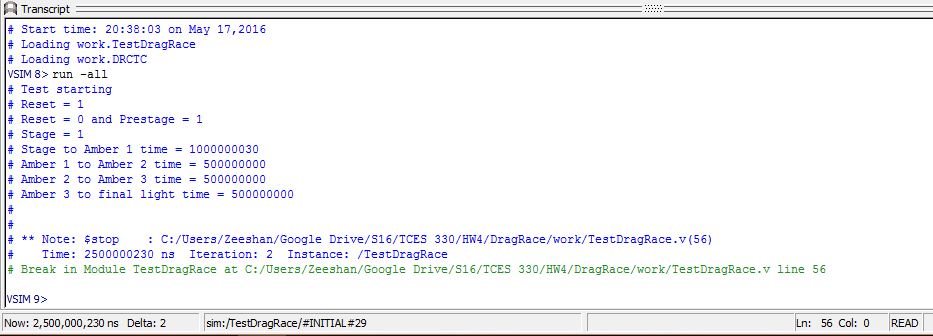 Transcript
# Start time: 20:38:03 on May 17,2016
# Loading work.TestDragRace
# Loading work.DRCTC
VSIM 8> run -all
# Test starting
# Reset = 1
# Reset = 0 and Prestage = 1
# Stage = 1
# Stage to Amber 1 time = 1000000030
# Amber 1 to Amber 2 time = 500000000
# Amber 2 to Amber 3 time = 500000000
# Amber 3 to final light time = 500000000
#
#
# ** Note: $stop    : C:/Users/Zeeshan/Google Drive/S16/TCES 330/HW4/DragRace/work/TestDragRace.v(56)
#    Time: 2500000230 ns  Iteration: 2  Instance: /TestDragRace
# Break in Module TestDragRace at C:/Users/Zeeshan/Google Drive/S16/TCES 330/HW4/DragRace/work/TestDragRace.v line 56
VSIM 9>
Now: 2,500,000,230 ns  Delta: 2 sim:/TestDragRace/#INITIAL#29 Ln: 56 Col: 0 READ